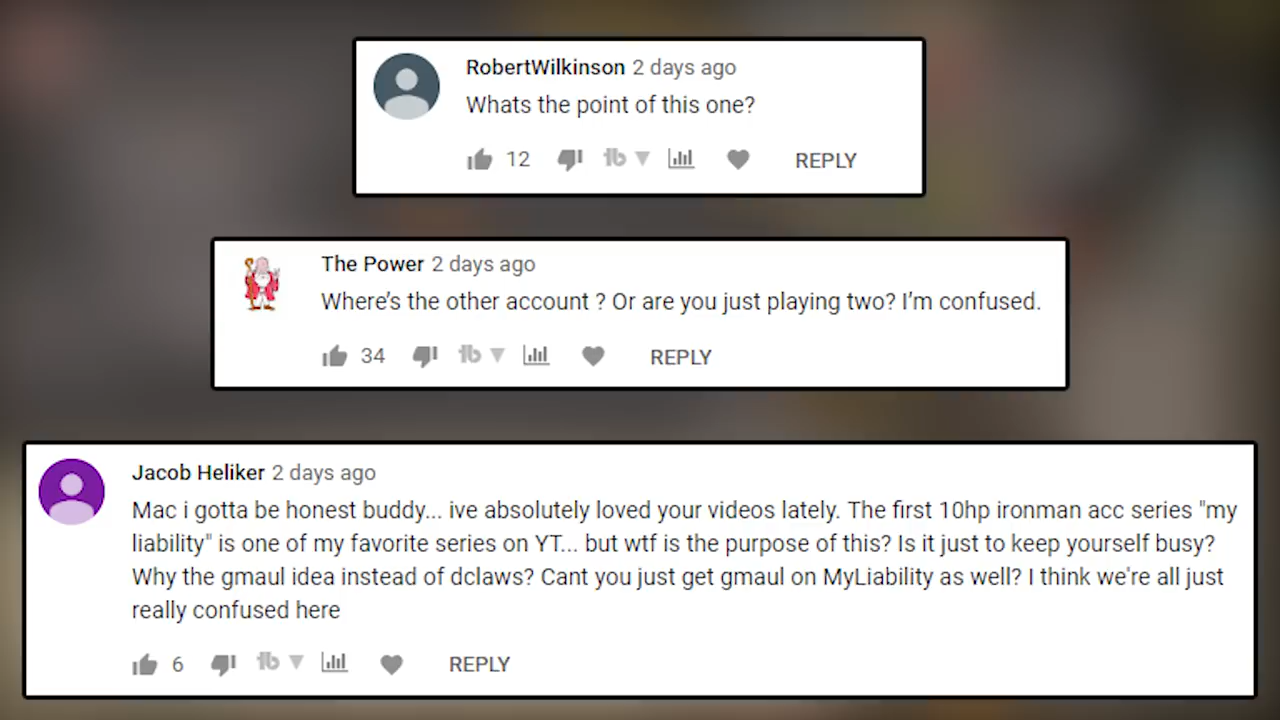 RobertWilkinson 2 days ago
Whats the point of this one?
12 REPLY
The Power 2 days ago
Where's the other account ? Or are you just playing two? I'm confused.
34 REPLY
Jacob Heliker 2 days ago
Mac i gotta be honest buddy... ive absolutely loved your videos lately. The first 10hp ironman acc series "my
liability" is one of my favorite series on YT... but wtf is the purpose of this? Is it just to keep yourself busy?
Why the gmaul idea instead of dclaws? Cant you just get gmaul on MyLiability as well? I think we're all just
really confused here
6 REPLY